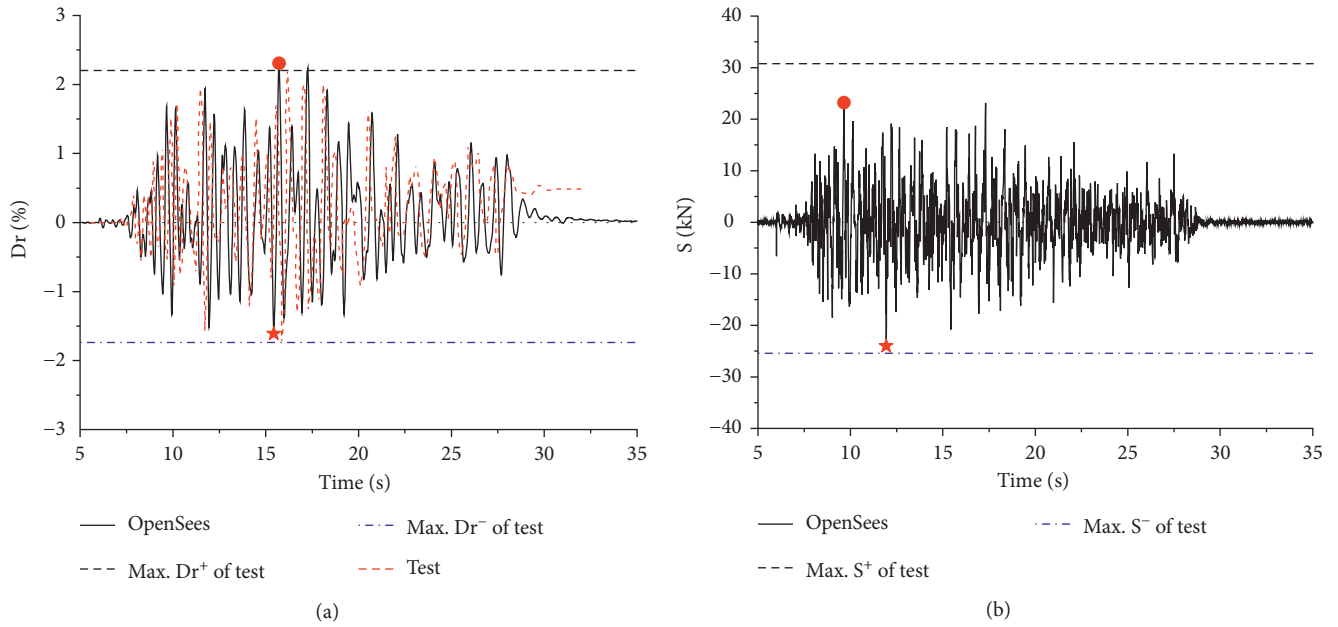 3
2
1
0
−1
−2
−3
Dr (%)
5
10
15
20
25
30
35
Time (s)
OpenSees
Max. Dr⁺ of test
Max. Dr⁻ of test
Test
(a)
40
30
20
10
0
−10
−20
−30
−40
S (kN)
5
10
15
20
25
30
35
Time (s)
OpenSees
Max. S⁺ of test
Max. S⁻ of test
(b)